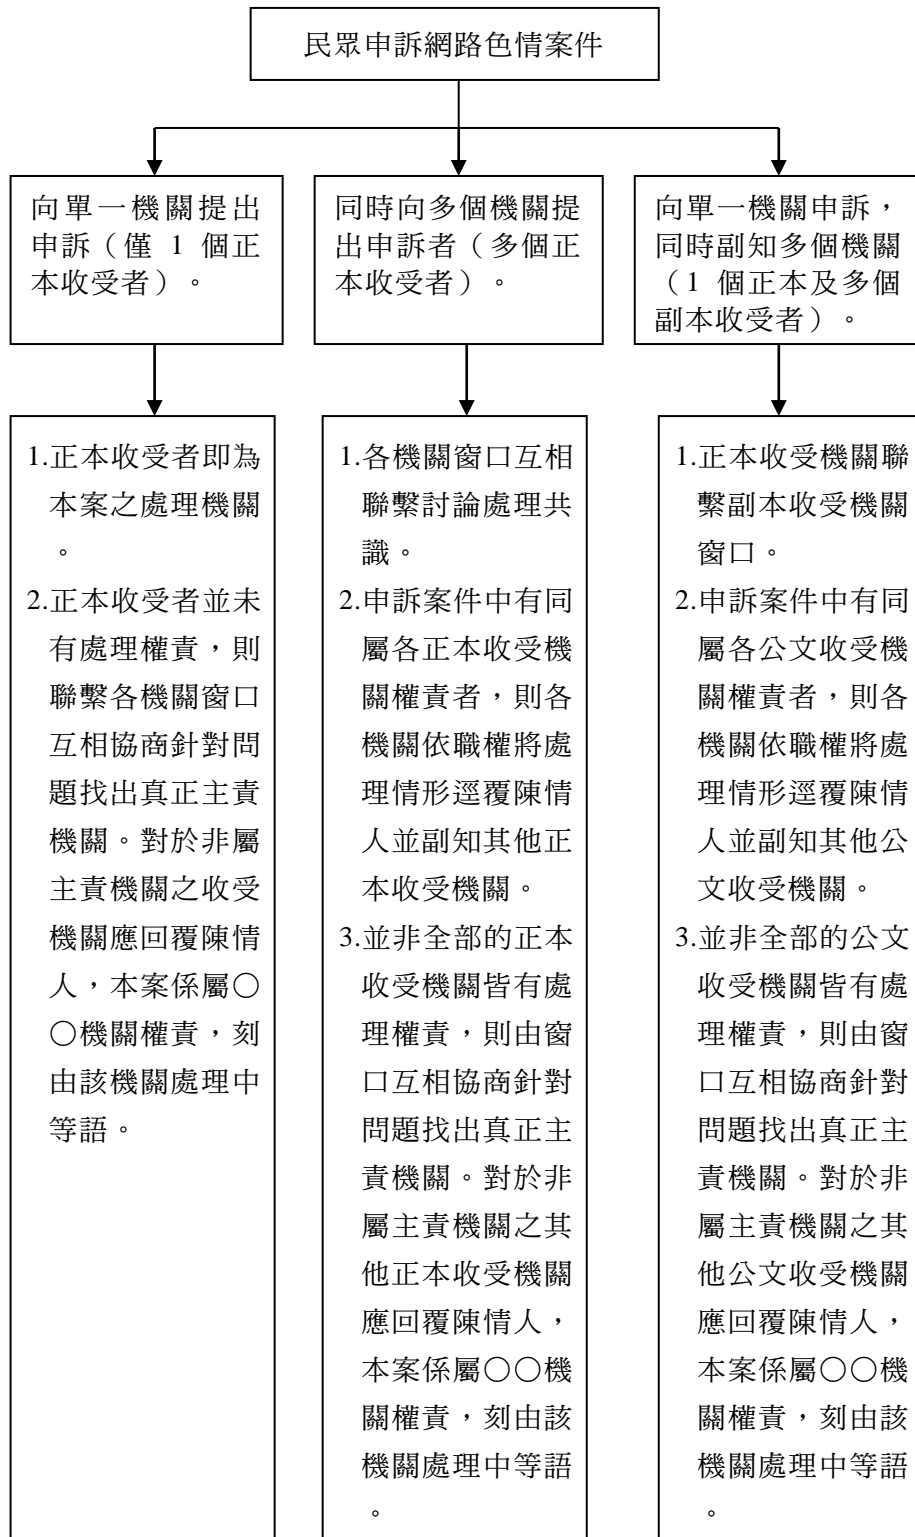 民眾申訴網路色情案件
向單一機關提出
申訴（僅 1 個正
本收受者）。
同時向多個機關提
出申訴者（多個正
本收受者）。
向單一機關申訴，
同時副知多個機關
（1 個正本及多個
副本收受者）。
1.正本收受者即為
本案之處理機關
。
2.正本收受者並未
有處理權責，則
聯繫各機關窗口
互相協商針對問
題找出真正主責
機關。對於非屬
主責機關之收受
機關應回覆陳情
人，本案係屬○
○機關權責，刻
由該機關處理中
等語。
1.各機關窗口互相
聯繫討論處理共
識。
2.申訴案件中有同
屬各正本收受機
關權責者，則各
機關依職權將處
理情形逕覆陳情
人並副知其他正
本收受機關。
3.並非全部的正本
收受機關皆有處
理權責，則由窗
口互相協商針對
問題找出真正主
責機關。對於非
屬主責機關之其
他正本收受機關
應回覆陳情人，
本案係屬○○機
關權責，刻由該
機關處理中等語
。
1.正本收受機關聯
繫副本收受機關
窗口。
2.申訴案件中有同
屬各公文收受機
關權責者，則各
機關依職權將處
理情形逕覆陳情
人並副知其他公
文收受機關。
3.並非全部的公文
收受機關皆有處
理權責，則由窗
口互相協商針對
問題找出真正主
責機關。對於非
屬主責機關之其
他公文收受機關
應回覆陳情人，
本案係屬○○機
關權責，刻由該
機關處理中等語
。